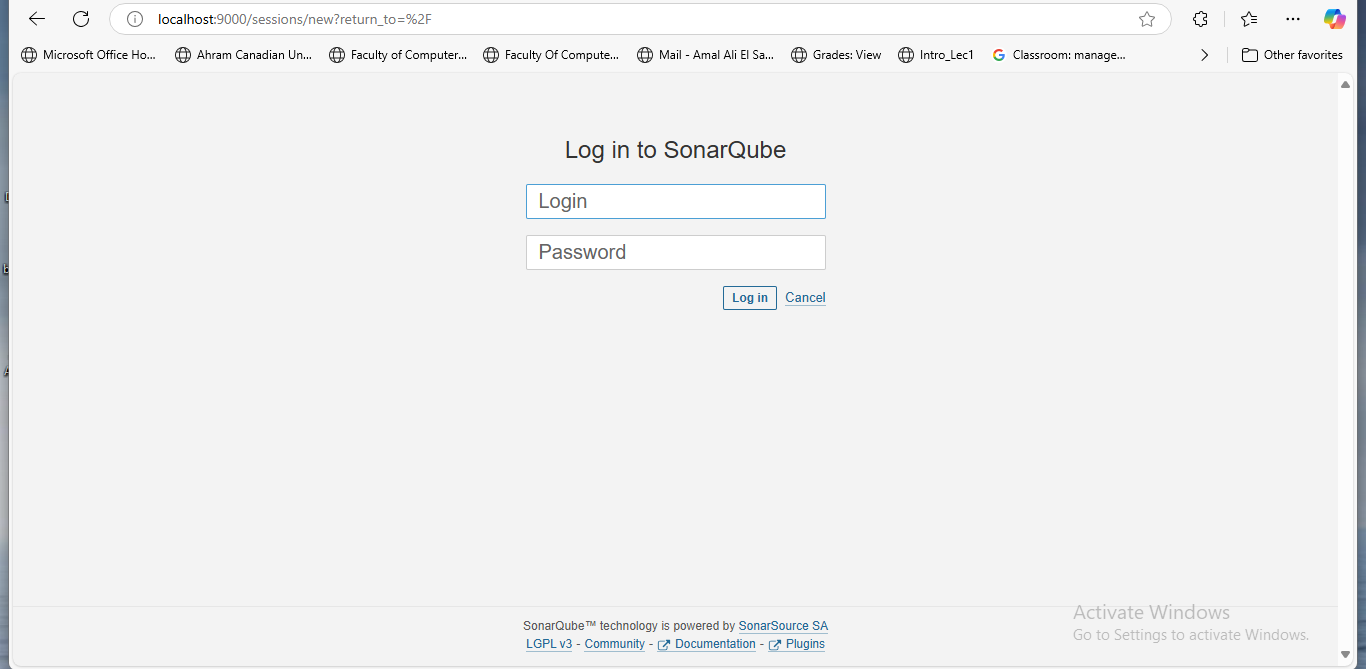 localhost:9000/sessions/new?return_to=%2F
Microsoft Office Ho... Ahram Canadian Un... Faculty of Computer... Faculty Of Compute... Mail - Amal Ali El Sa... Grades: View Intro_Lec1 Classroom: manage... Other favorites
Log in to SonarQube
Login
Password
Log in Cancel
SonarQube™ technology is powered by SonarSource SA
LGPL v3 - Community - Documentation - Plugins
Activate Windows
Go to Settings to activate Windows.